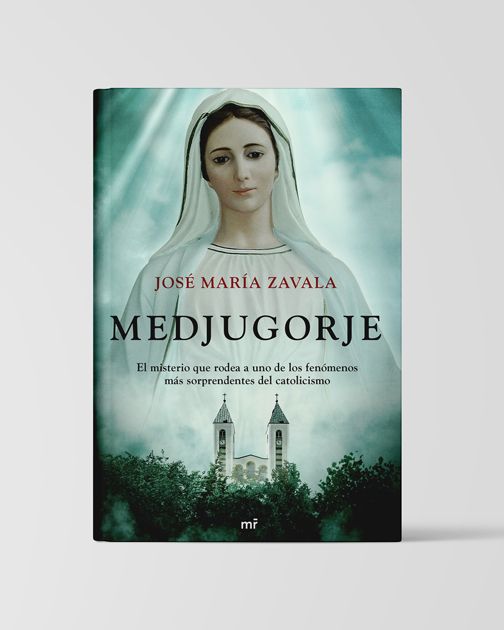 JOSÉ MARÍA ZAVALA
MEDJUGORJE
El misterio que rodea a uno de los fenómenos
más sorprendentes del catolicismo
mr̄